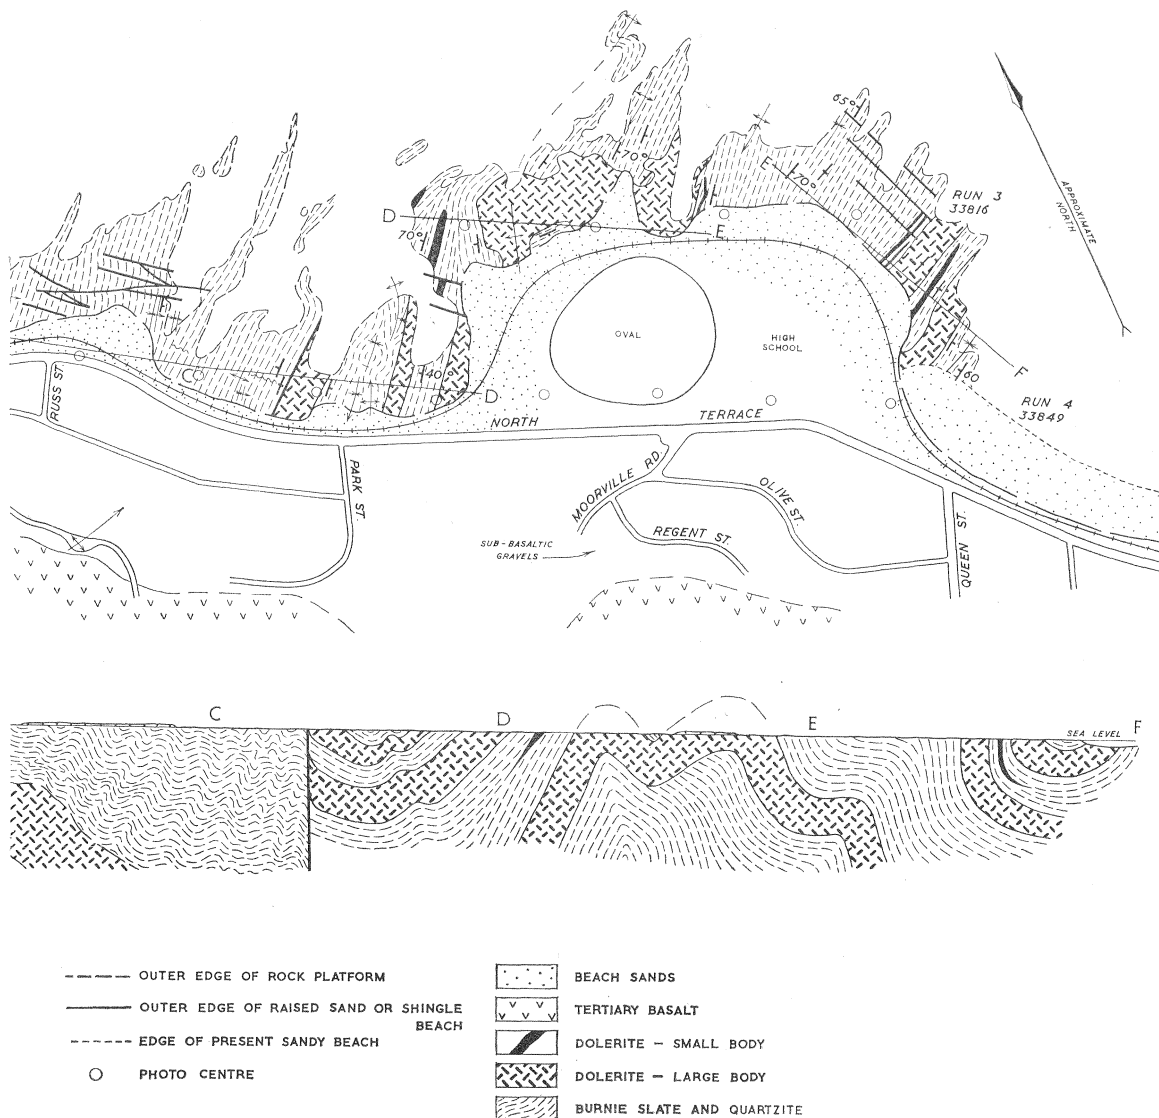 65°
70°
E
70°
RUN 3
33816
APPROXIMATE
NORTH
D
70°
E
OVAL
HIGH
SCHOOL
C
40°
D
F
60
RUN 4
33849
RUSS ST.
NORTH TERRACE
PARK ST.
MOORVILLE RD.
OLIVE ST.
REGENT ST.
QUEEN ST.
SUB-BASALTIC
GRAVELS
C
D
E
F
SEA LEVEL
OUTER EDGE OF ROCK PLATFORM
OUTER EDGE OF RAISED SAND OR SHINGLE
BEACH
EDGE OF PRESENT SANDY BEACH
PHOTO CENTRE
BEACH SANDS
TERTIARY BASALT
DOLERITE – SMALL BODY
DOLERITE – LARGE BODY
BURNIE SLATE AND QUARTZITE